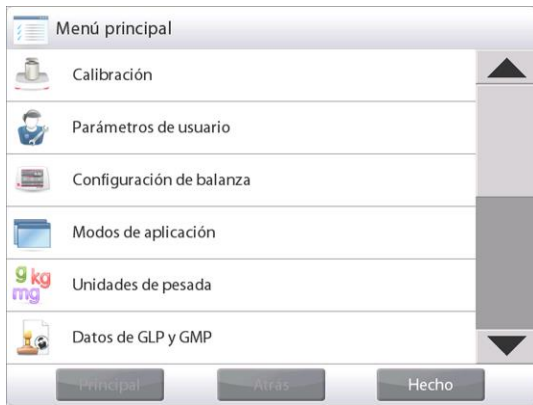 Menú principal
Calibración
Parámetros de usuario
Configuración de balanza
Modos de aplicación
g kg
mg
Unidades de pesada
Datos de GLP y GMP
Principal Atrás Hecho